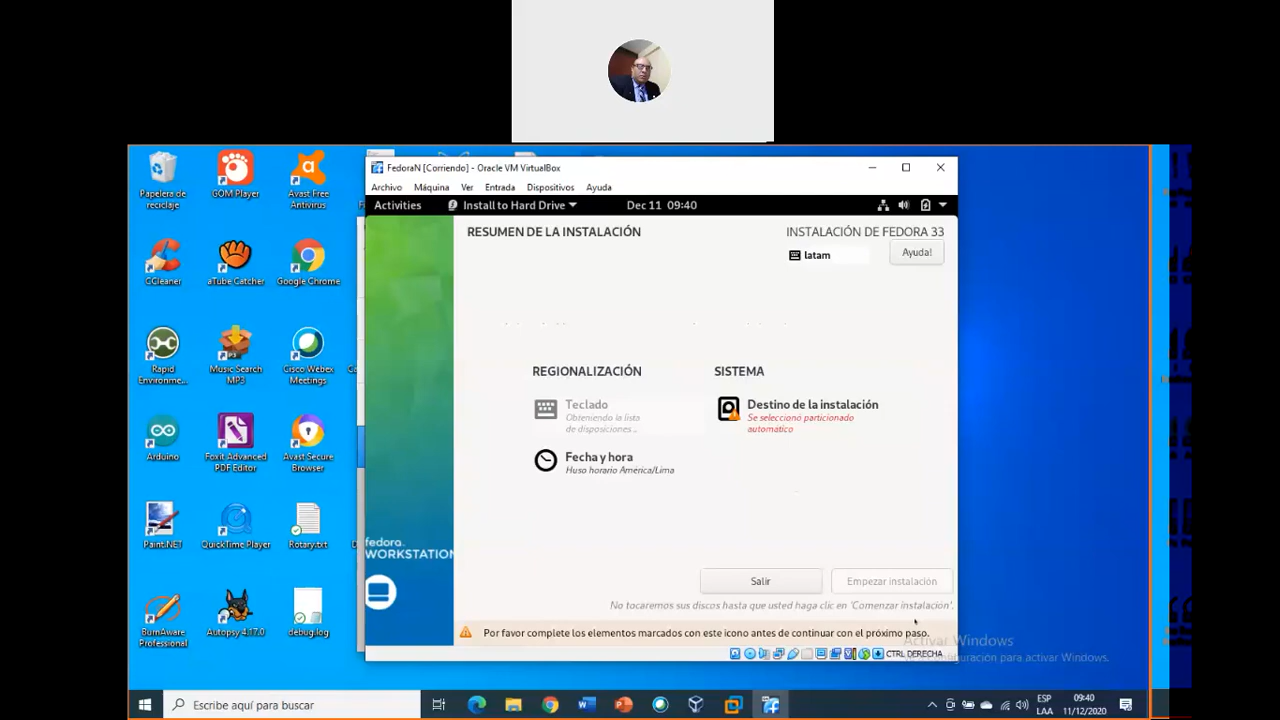 FedoraN [Corriendo] - Oracle VM VirtualBox
Archivo Máquina Ver Entrada Dispositivos Ayuda
Activities Install to Hard Drive Dec 11 09:40
RESUMEN DE LA INSTALACIÓN
INSTALACIÓN DE FEDORA 33
latam
Ayuda!
REGIONALIZACIÓN
Teclado
Obteniendo la lista
de disposiciones...
Fecha y hora
Huso horario América/Lima
SISTEMA
Destino de la instalación
Se seleccionó particionado
automático
fedora.
WORKSTATION
Salir
Empezar instalación
No tocaremos sus discos hasta que usted haga clic en 'Comenzar instalación'.
Por favor complete los elementos marcados con este icono antes de continuar con el próximo paso.
CTRL DERECHA
Activar Windows
configuración para activar Windows.
Papelera de
reciclaje
GOM Player
Avast Free
Antivirus
CCleaner
aTube Catcher
Google Chrome
Rapid
Environme...
Music Search
MP3
Cisco Webex
Meetings
Arduino
Foxit Advanced
PDF Editor
Avast Secure
Browser
Paint.NET
QuickTime Player
Rotary.txt
BurnAware
Professional
Autopsy 4.17.0
debug.log
Escribe aquí para buscar
ESP
LAA
09:40
11/12/2020